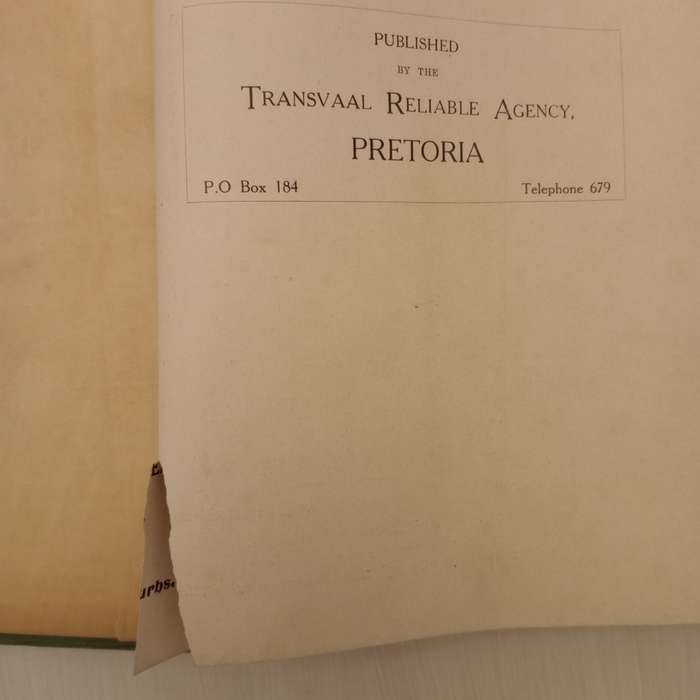 PUBLISHED
BY THE
TRANSVAAL RELIABLE AGENCY,
PRETORIA
P.O Box 184 Telephone 679